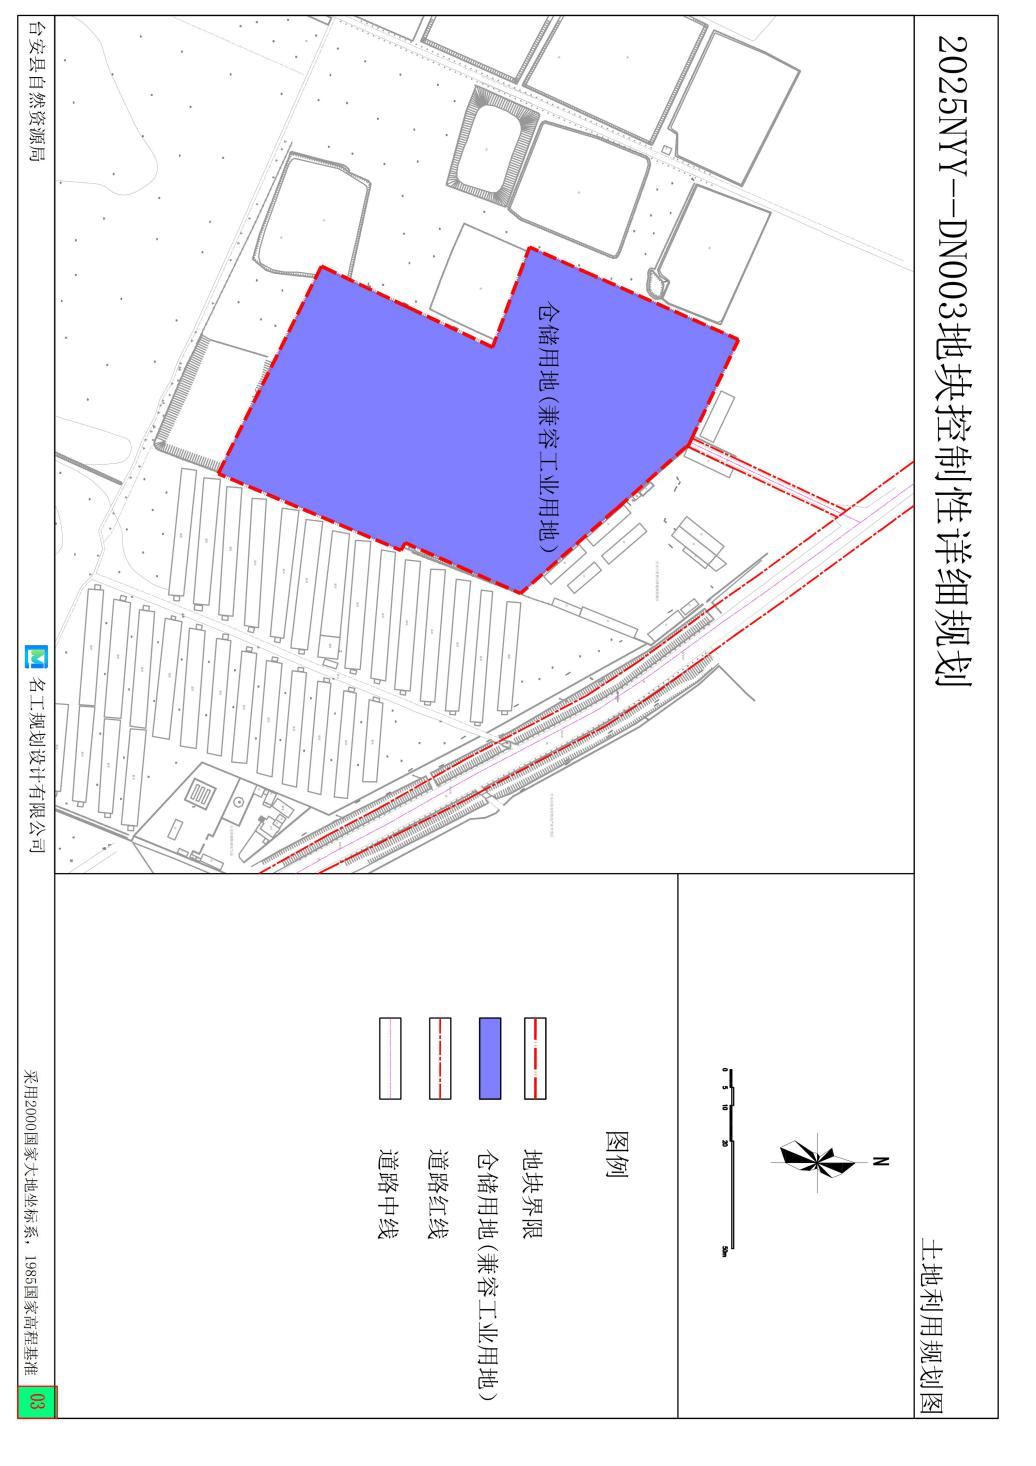 2025NYY--DN003地块控制性详细规划
土地利用规划图
仓储用地(兼容工业用地)
N
0 5 10 20 50m
图例
地块界限
仓储用地(兼容工业用地)
道路红线
道路中线
台安县自然资源局
名工规划设计有限公司
采用2000国家大地坐标系，1985国家高程基准
03